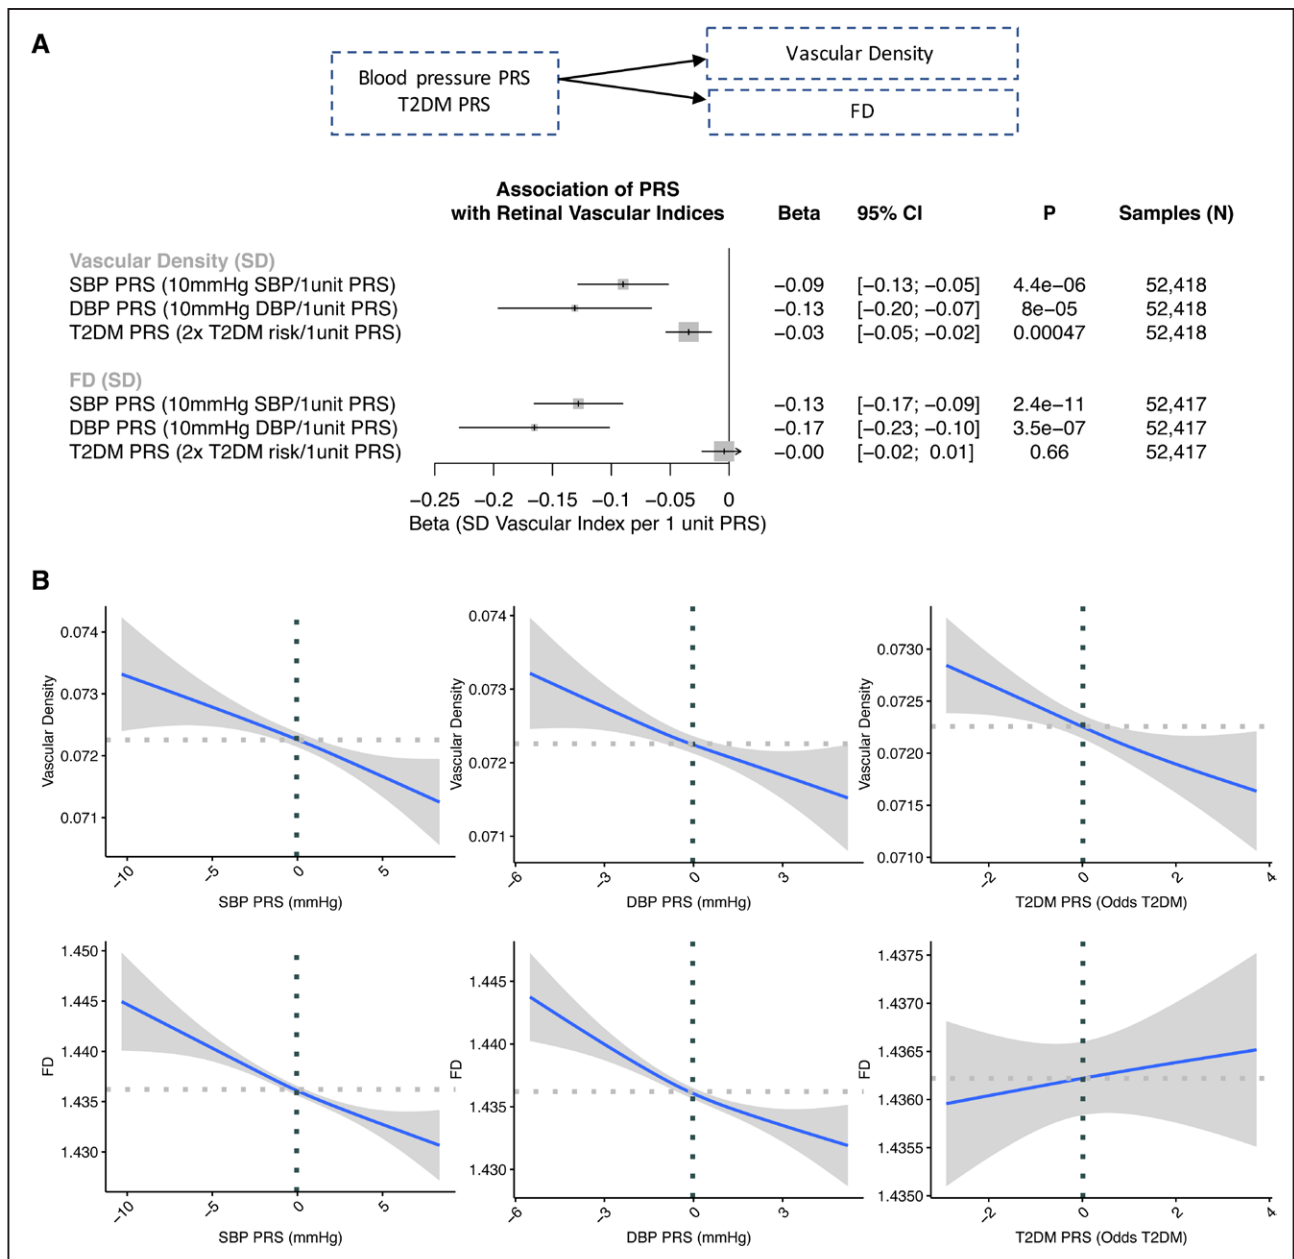 A
Blood pressure PRS
T2DM PRS
Vascular Density
FD
Association of PRS
with Retinal Vascular Indices Beta 95% CI P Samples (N)
Vascular Density (SD)
SBP PRS (10mmHg SBP/1unit PRS) −0.09 [−0.13; −0.05] 4.4e−06 52,418
DBP PRS (10mmHg DBP/1unit PRS) −0.13 [−0.20; −0.07] 8e−05 52,418
T2DM PRS (2x T2DM risk/1unit PRS) −0.03 [−0.05; −0.02] 0.00047 52,418
FD (SD)
SBP PRS (10mmHg SBP/1unit PRS) −0.13 [−0.17; −0.09] 2.4e−11 52,417
DBP PRS (10mmHg DBP/1unit PRS) −0.17 [−0.23; −0.10] 3.5e−07 52,417
T2DM PRS (2x T2DM risk/1unit PRS) −0.00 [−0.02; 0.01] 0.66 52,417
−0.25 −0.2 −0.15 −0.1 −0.05 0
Beta (SD Vascular Index per 1 unit PRS)
B
Vascular Density
0.074
0.073
0.072
0.071
−10 −5 0 5
SBP PRS (mmHg)
Vascular Density
0.074
0.073
0.072
0.071
−6 −3 0 3
DBP PRS (mmHg)
Vascular Density
0.0730
0.0725
0.0720
0.0715
0.0710
−2 0 2 4
T2DM PRS (Odds T2DM)
FD
1.450
1.445
1.440
1.435
1.430
−10 −5 0 5
SBP PRS (mmHg)
FD
1.445
1.440
1.435
1.430
−6 −3 0 3
DBP PRS (mmHg)
FD
1.4375
1.4370
1.4365
1.4360
1.4355
1.4350
−2 0 2 4
T2DM PRS (Odds T2DM)